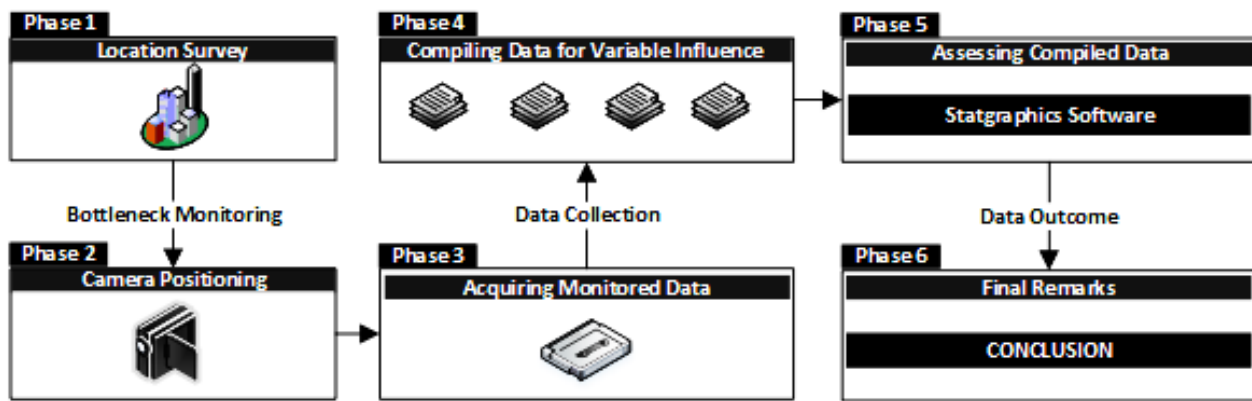 Phase 1
Location Survey
Bottleneck Monitoring
Phase 2
Camera Positioning
Phase 3
Acquiring Monitored Data
Data Collection
Phase 4
Compiling Data for Variable Influence
Phase 5
Assessing Compiled Data
Statgraphics Software
Data Outcome
Phase 6
Final Remarks
CONCLUSION